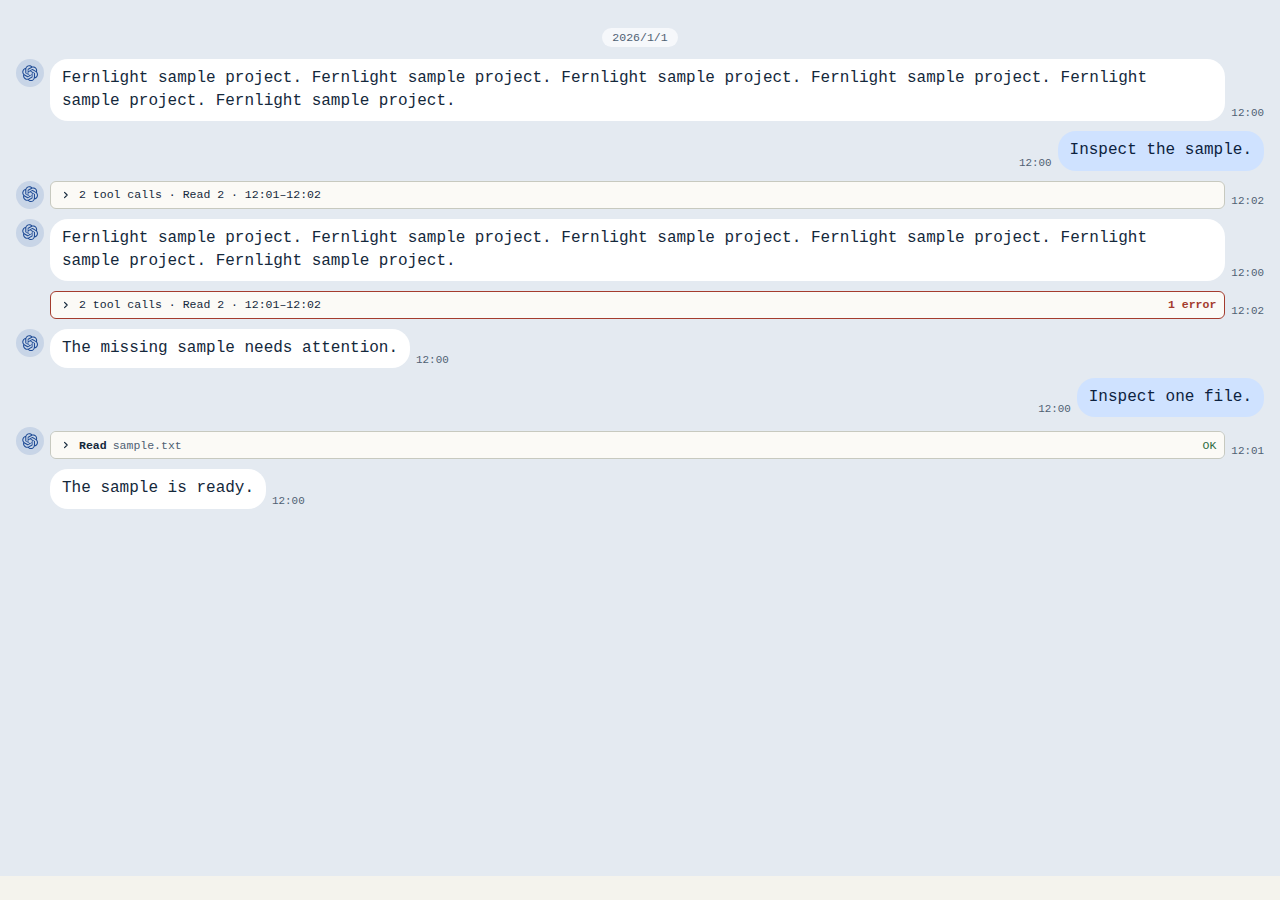 2026/1/1
Fernlight sample project. Fernlight sample project. Fernlight sample project. Fernlight sample project. Fernlight
sample project. Fernlight sample project.
12:00
Inspect the sample.
12:00
2 tool calls · Read 2 · 12:01–12:02
12:02
Fernlight sample project. Fernlight sample project. Fernlight sample project. Fernlight sample project. Fernlight
sample project. Fernlight sample project.
12:00
2 tool calls · Read 2 · 12:01–12:02 1 error
12:02
The missing sample needs attention.
12:00
Inspect one file.
12:00
Read sample.txt OK
12:01
The sample is ready.
12:00